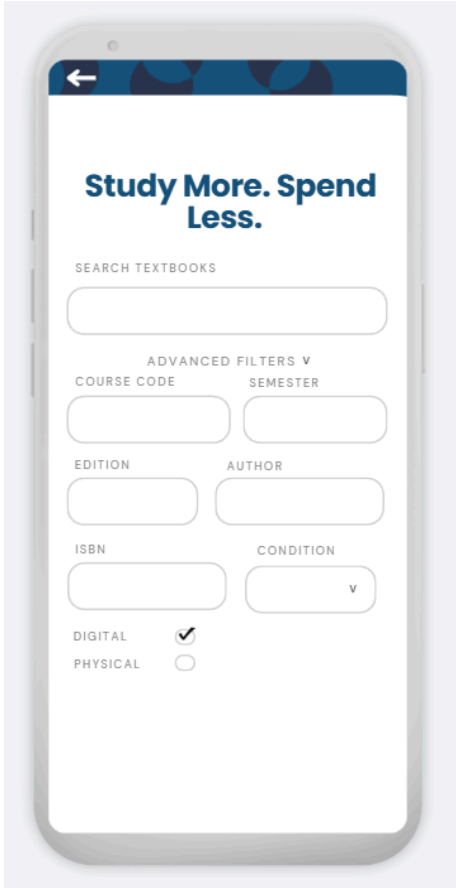 Study More. Spend
Less.
SEARCH TEXTBOOKS
ADVANCED FILTERS v
COURSE CODE SEMESTER
EDITION AUTHOR
ISBN CONDITION
v
DIGITAL
PHYSICAL